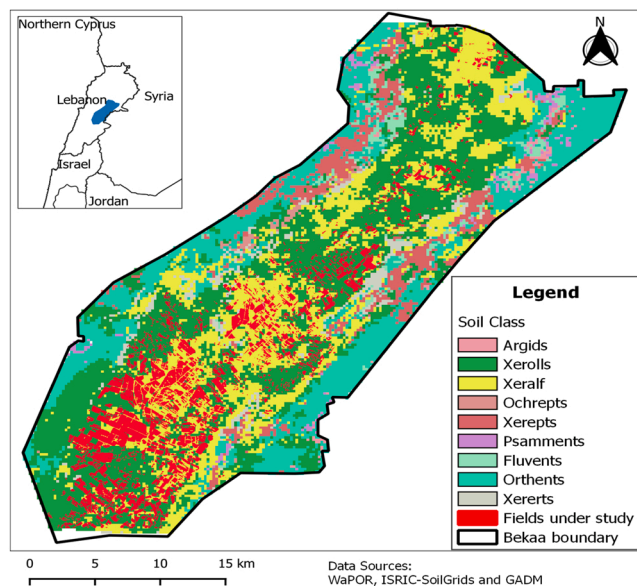 Northern Cyprus
Lebanon
Syria
Israel
Jordan
N
Legend
Soil Class
Argids
Xerolls
Xeralf
Ochrepts
Xerepts
Psamments
Fluvents
Orthents
Xererts
Fields under study
Bekaa boundary
0 5 10 15 km
Data Sources:
WaPOR, ISRIC-SoilGrids and GADM